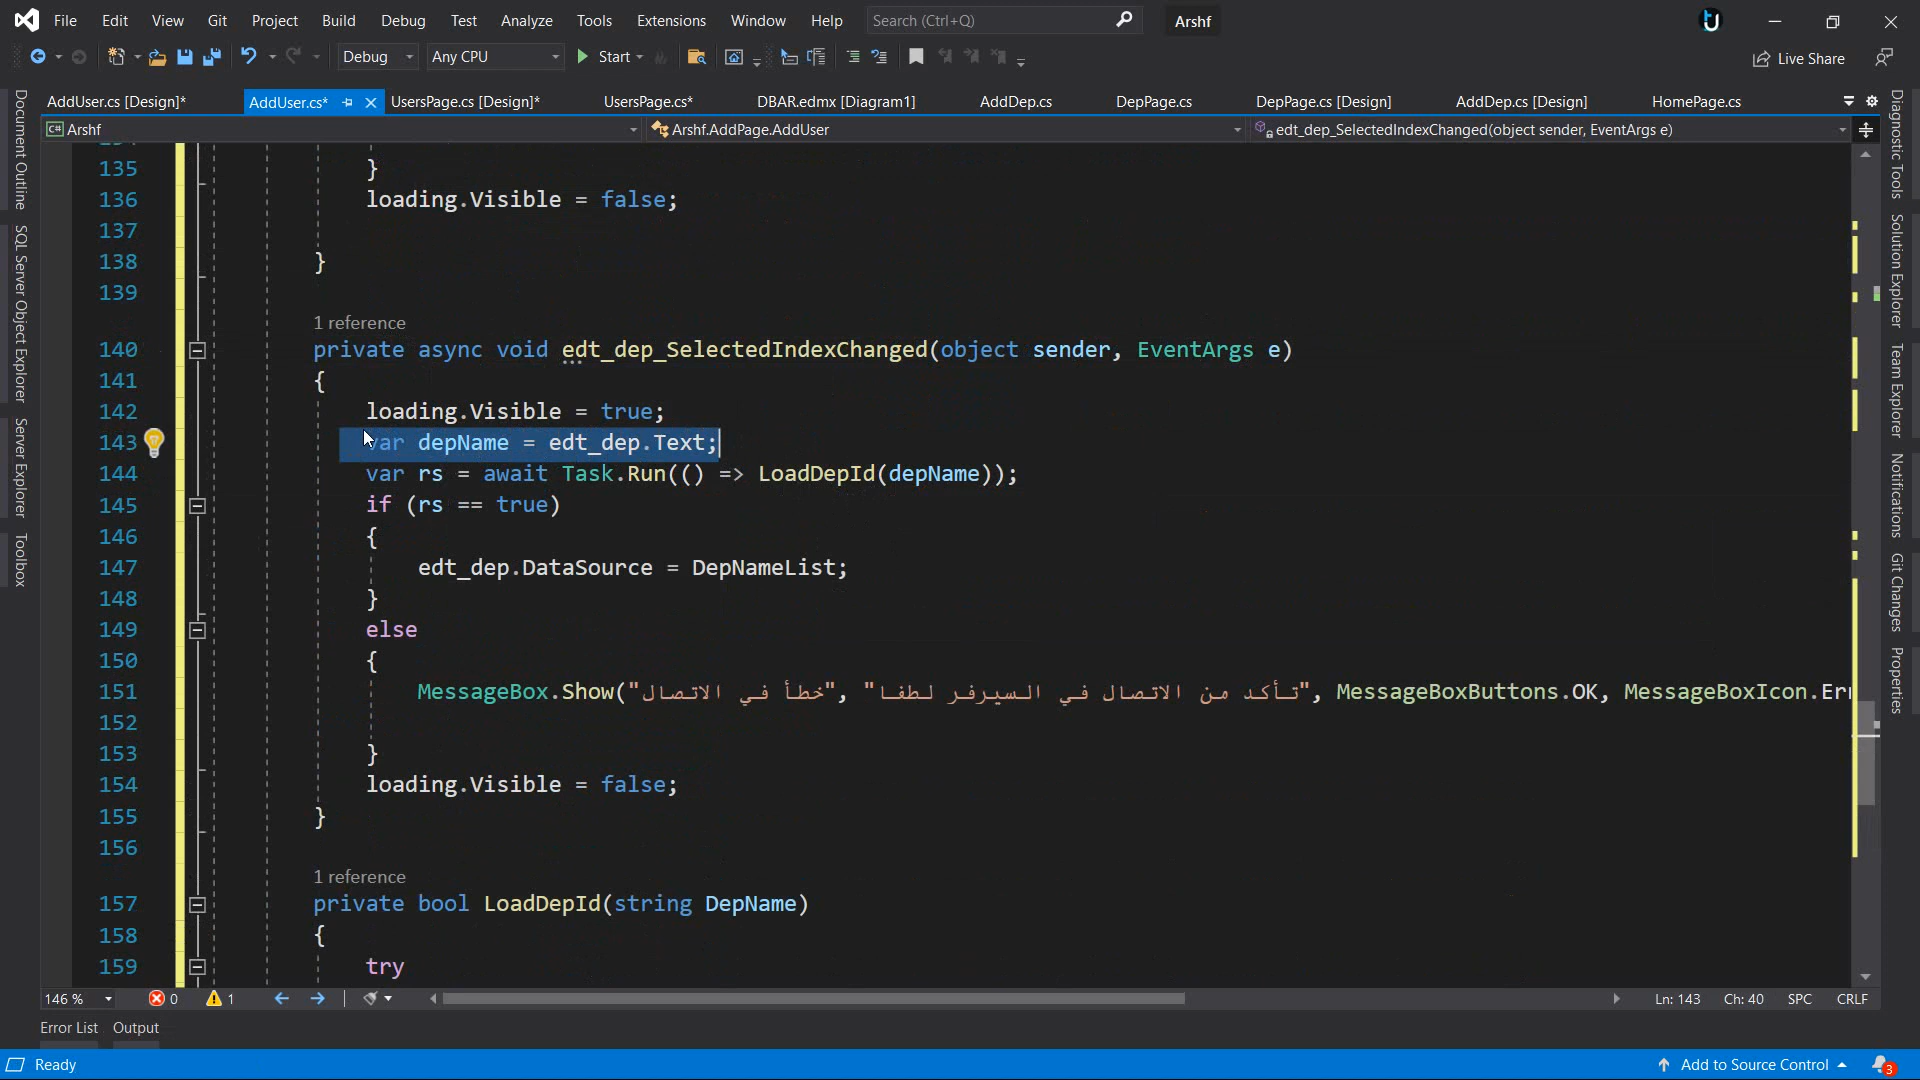 File Edit View Git Project Build Debug Test Analyze Tools Extensions Window Help Search (Ctrl+Q) Arshf
Debug Any CPU Start Live Share
AddUser.cs [Design]* AddUser.cs* UsersPage.cs [Design]* UsersPage.cs* DBAR.edmx [Diagram1] AddDep.cs DepPage.cs DepPage.cs [Design] AddDep.cs [Design] HomePage.cs
C# Arshf Arshf.AddPage.AddUser edt_dep_SelectedIndexChanged(object sender, EventArgs e)
Document Outline
SQL Server Object Explorer
Server Explorer
Toolbox
135 }
136 loading.Visible = false;
137
138 }
139
1 reference
140 private async void edt_dep_SelectedIndexChanged(object sender, EventArgs e)
141 {
142 loading.Visible = true;
143 var depName = edt_dep.Text;
144 var rs = await Task.Run(() => LoadDepId(depName));
145 if (rs == true)
146 {
147 edt_dep.DataSource = DepNameList;
148 }
149 else
150 {
151 MessageBox.Show("خطأ في الاتصال", "تأكد من الاتصال في السيرفر لطفا", MessageBoxButtons.OK, MessageBoxIcon.Err
152
153 }
154 loading.Visible = false;
155 }
156
1 reference
157 private bool LoadDepId(string DepName)
158 {
159 try
Diagnostic Tools
Solution Explorer
Team Explorer
Notifications
Git Changes
Properties
146 % 0 1 Ln: 143 Ch: 40 SPC CRLF
Error List Output
Ready Add to Source Control 3